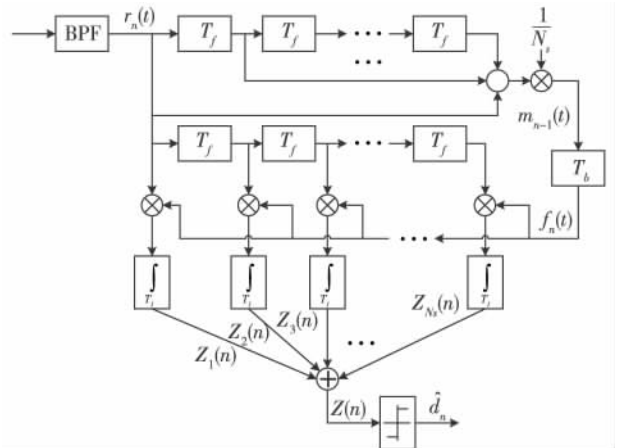 BPF
r_n(t)
T_f
T_f
• • •
T_f
• • •
1/N_s
m_{n-1}(t)
T_f
T_f
• • •
T_f
T_b
f_n(t)
• • •
∫ T_i
∫ T_i
∫ T_i
∫ T_i
Z_1(n)
Z_2(n)
Z_3(n)
• • •
Z_{Ns}(n)
Z(n)
d̂_n